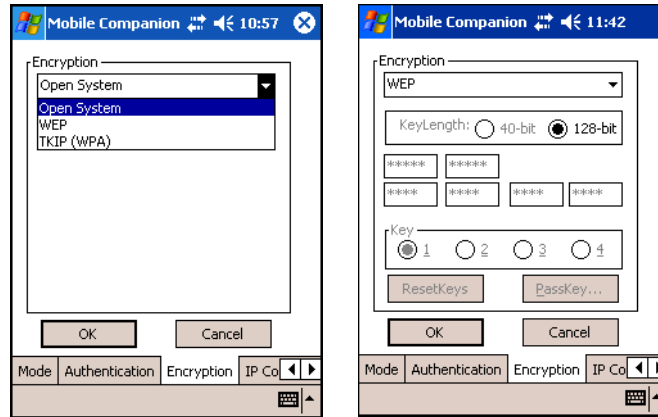 Mobile Companion 10:57
Encryption
Open System
Open System
WEP
TKIP (WPA)
OK Cancel
Mode Authentication Encryption IP Co
Mobile Companion 11:42
Encryption
WEP
KeyLength: 40-bit 128-bit
***** *****
**** **** **** ****
Key
1 2 3 4
ResetKeys PassKey...
OK Cancel
Mode Authentication Encryption IP Co